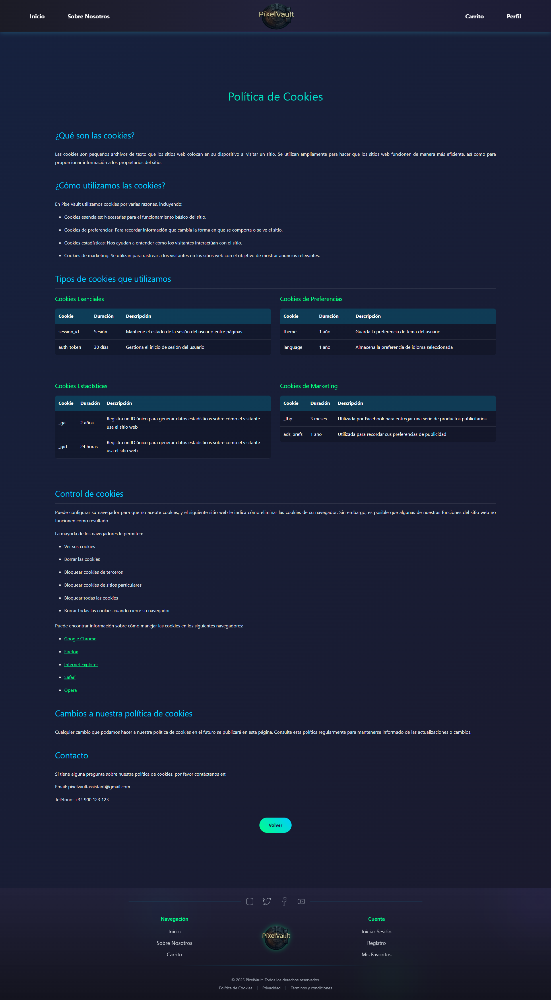 Inicio
Sobre Nosotros
PixelVault
Carrito
Perfil
Política de Cookies
¿Qué son las cookies?
Las cookies son pequeños archivos de texto que los sitios web colocan en su dispositivo al visitar un sitio. Se utilizan ampliamente para hacer que los sitios web funcionen de manera más eficiente, así como para
proporcionar información a los propietarios del sitio.
¿Cómo utilizamos las cookies?
En PixelVault utilizamos cookies por varias razones, incluyendo:
Cookies esenciales: Necesarias para el funcionamiento básico del sitio.
Cookies de preferencias: Para recordar información que cambia la forma en que se comporta o se ve el sitio.
Cookies estadísticas: Nos ayudan a entender cómo los visitantes interactúan con el sitio.
Cookies de marketing: Se utilizan para rastrear a los visitantes en los sitios web con el objetivo de mostrar anuncios relevantes.
Tipos de cookies que utilizamos
Cookies Esenciales
Cookie Duración Descripción
session_id Sesión Mantiene el estado de la sesión del usuario entre páginas
auth_token 30 días Gestiona el inicio de sesión del usuario
Cookies de Preferencias
Cookie Duración Descripción
theme 1 año Guarda la preferencia de tema del usuario
language 1 año Almacena la preferencia de idioma seleccionada
Cookies Estadísticas
Cookie Duración Descripción
_ga 2 años Registra un ID único para generar datos estadísticos sobre cómo el visitante
usa el sitio web
_gid 24 horas Registra un ID único para generar datos estadísticos sobre cómo el visitante
usa el sitio web
Cookies de Marketing
Cookie Duración Descripción
_fbp 3 meses Utilizada por Facebook para entregar una serie de productos publicitarios
ads_prefs 1 año Utilizada para recordar sus preferencias de publicidad
Control de cookies
Puede configurar su navegador para que no acepte cookies, y el siguiente sitio web le indica cómo eliminar las cookies de su navegador. Sin embargo, es posible que algunas de nuestras funciones del sitio web no
funcionen como resultado.
La mayoría de los navegadores le permiten:
Ver sus cookies
Borrar las cookies
Bloquear cookies de terceros
Bloquear cookies de sitios particulares
Bloquear todas las cookies
Borrar todas las cookies cuando cierre su navegador
Puede encontrar información sobre cómo manejar las cookies en los siguientes navegadores:
Google Chrome
Firefox
Internet Explorer
Safari
Opera
Cambios a nuestra política de cookies
Cualquier cambio que podamos hacer a nuestra política de cookies en el futuro se publicará en esta página. Consulte esta política regularmente para mantenerse informado de las actualizaciones o cambios.
Contacto
Si tiene alguna pregunta sobre nuestra política de cookies, por favor contáctenos en:
Email: pixelvaultassistant@gmail.com
Teléfono: +34 900 123 123
Volver
Navegación
Inicio
Sobre Nosotros
Carrito
PixelVault
Cuenta
Iniciar Sesión
Registro
Mis Favoritos
© 2025 PixelVault. Todos los derechos reservados.
Política de Cookies | Privacidad | Términos y condiciones